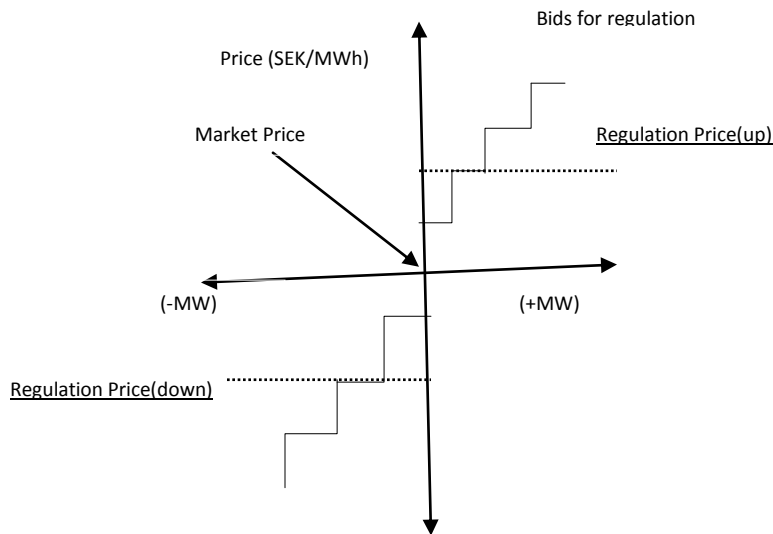 Bids for regulation
Price (SEK/MWh)
Market Price
Regulation Price(up)
(-MW)
(+MW)
Regulation Price(down)